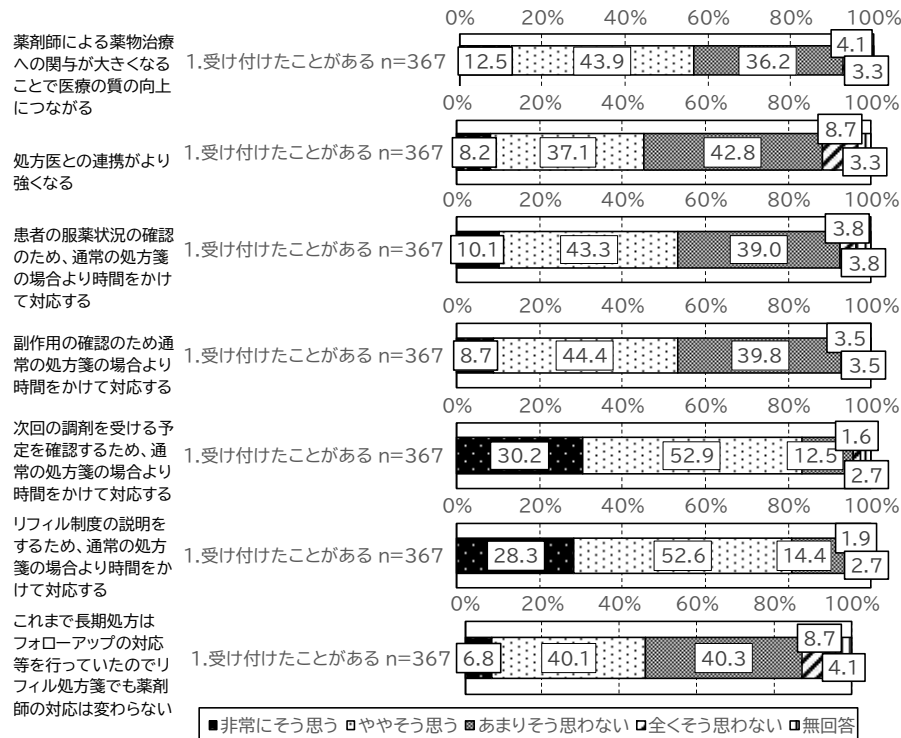 0% 20% 40% 60% 80% 100%
薬剤師による薬物治療
への関与が大きくなる
ことで医療の質の向上
につながる
1.受け付けたことがある n=367
12.5 43.9 36.2 4.1 3.3
0% 20% 40% 60% 80% 100%
処方医との連携がより
強くなる
1.受け付けたことがある n=367
8.2 37.1 42.8 8.7 3.3
0% 20% 40% 60% 80% 100%
患者の服薬状況の確認
のため、通常の処方箋
の場合より時間をかけ
て対応する
1.受け付けたことがある n=367
10.1 43.3 39.0 3.8 3.8
0% 20% 40% 60% 80% 100%
副作用の確認のため通
常の処方箋の場合より
時間をかけて対応する
1.受け付けたことがある n=367
8.7 44.4 39.8 3.5 3.5
0% 20% 40% 60% 80% 100%
次回の調剤を受ける予
定を確認するため、通
常の処方箋の場合より
時間をかけて対応する
1.受け付けたことがある n=367
30.2 52.9 12.5 1.6 2.7
0% 20% 40% 60% 80% 100%
リフィル制度の説明を
するため、通常の処方
箋の場合より時間をか
けて対応する
1.受け付けたことがある n=367
28.3 52.6 14.4 1.9 2.7
0% 20% 40% 60% 80% 100%
これまで長期処方は
フォローアップの対応
等を行っていたのでリ
フィル処方箋でも薬剤
師の対応は変わらない
1.受け付けたことがある n=367
6.8 40.1 40.3 8.7 4.1
非常にそう思う ややそう思う あまりそう思わない 全くそう思わない 無回答